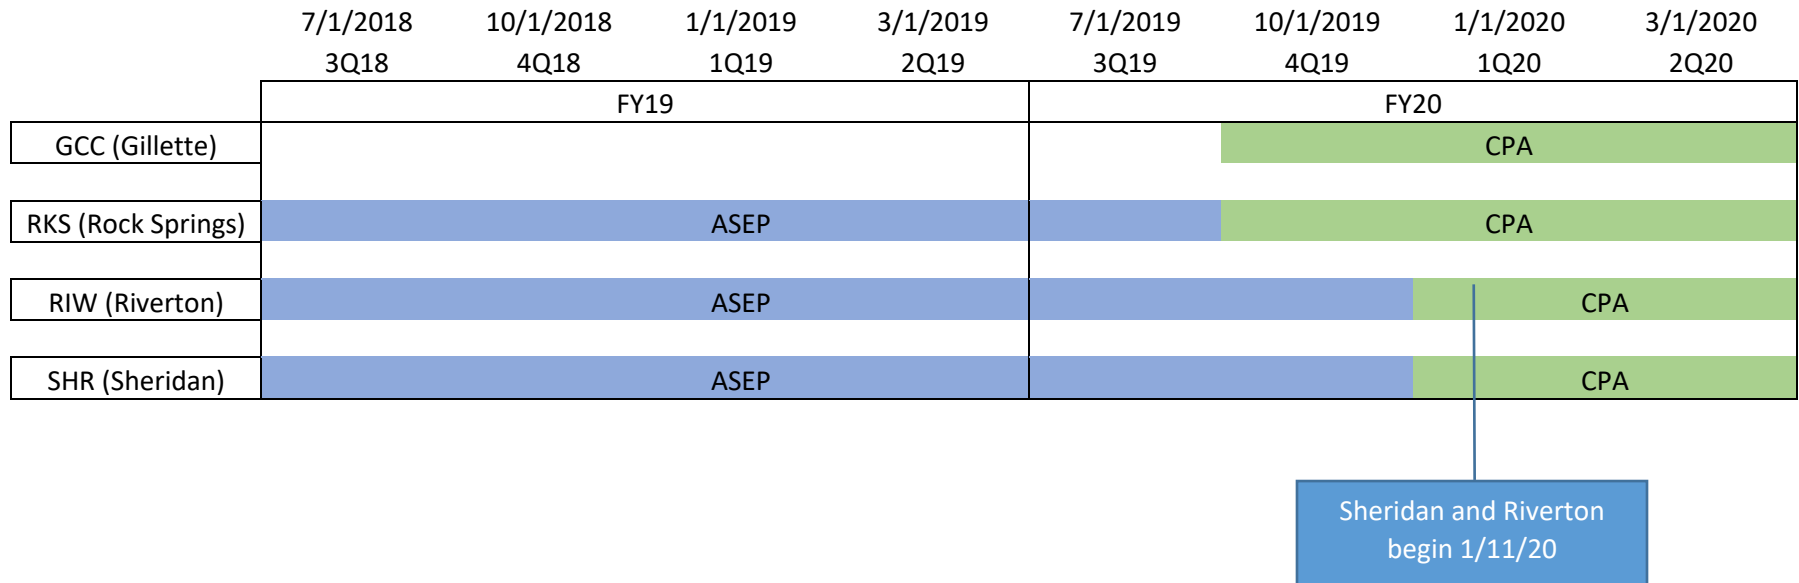 7/1/2018 10/1/2018 1/1/2019 3/1/2019 7/1/2019 10/1/2019 1/1/2020 3/1/2020
3Q18 4Q18 1Q19 2Q19 3Q19 4Q19 1Q20 2Q20
FY19 FY20
GCC (Gillette) CPA
RKS (Rock Springs) ASEP CPA
RIW (Riverton) ASEP CPA
SHR (Sheridan) ASEP CPA
Sheridan and Riverton
begin 1/11/20